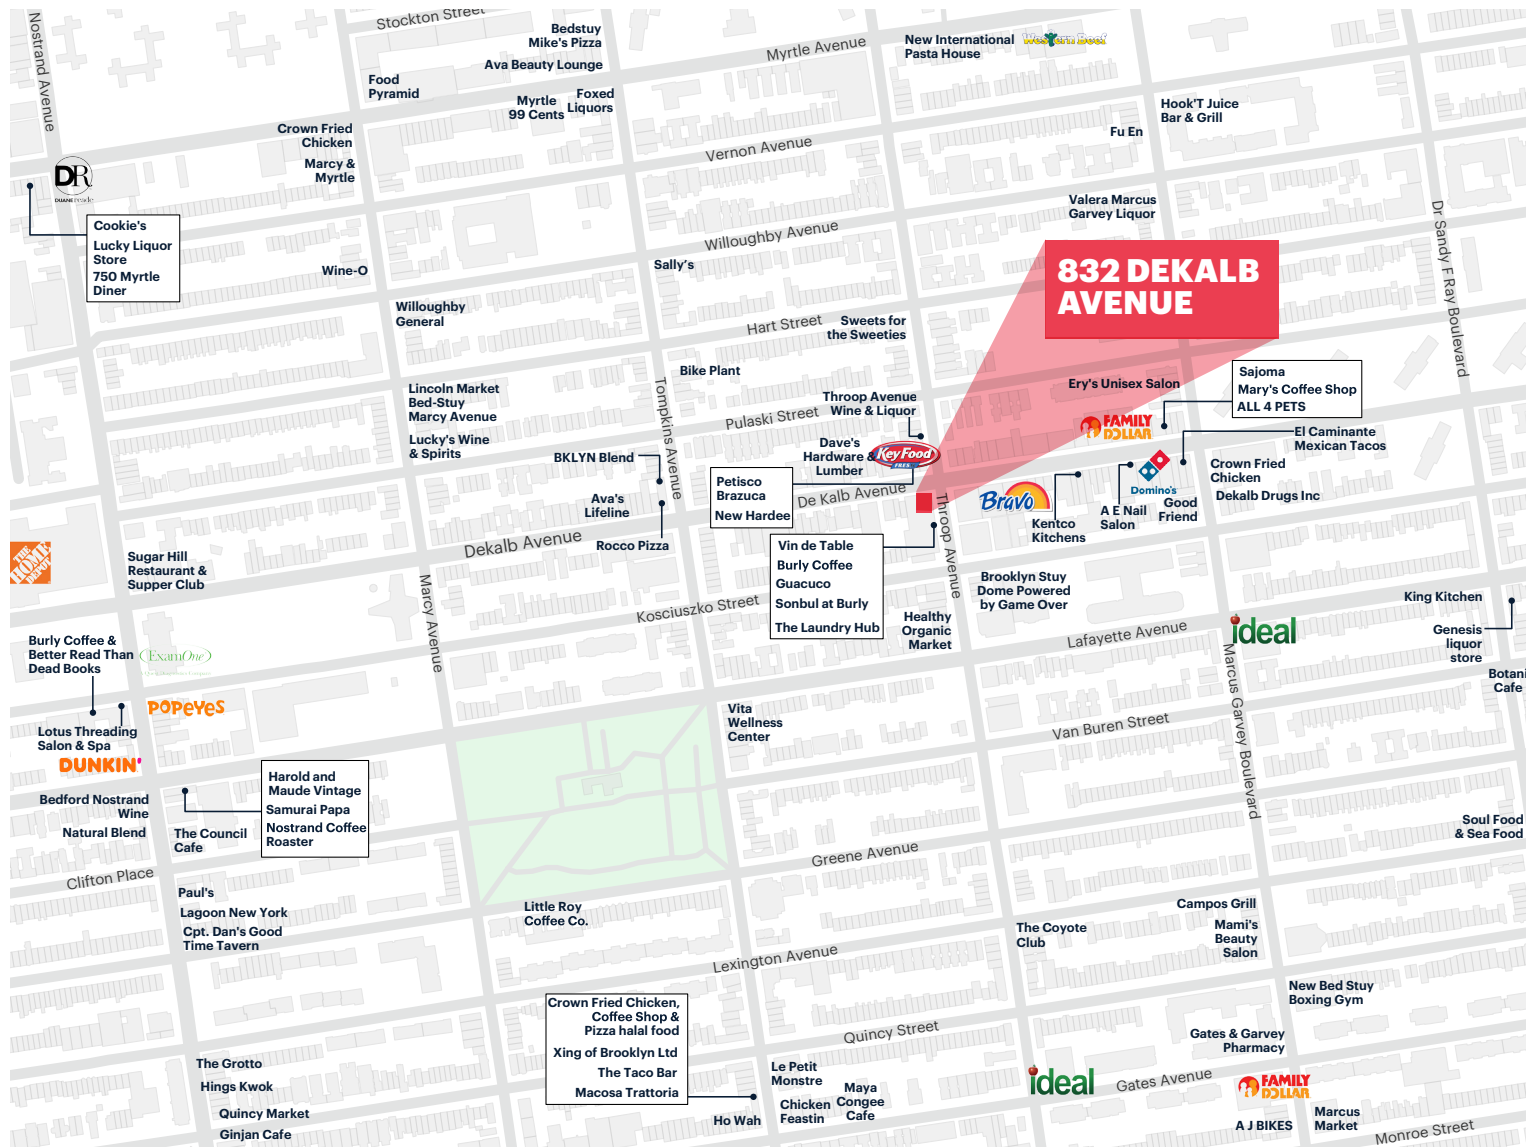 Nostrand Avenue
Stockton Street
Bedstuy
Mike's Pizza
Ava Beauty Lounge
Food
Pyramid
Myrtle
99 Cents
Foxed
Liquors
Myrtle Avenue
New International
Pasta House
Western Beef
Hook'T Juice
Bar & Grill
Fu En
Crown Fried
Chicken
Marcy &
Myrtle
Vernon Avenue
DR
DUANE reade
Cookie's
Lucky Liquor
Store
750 Myrtle
Diner
Valera Marcus
Garvey Liquor
Dr Sandy F Ray Boulevard
Willoughby Avenue
Wine-O
Sally's
832 DEKALB
AVENUE
Willoughby
General
Hart Street
Sweets for
the Sweeties
Bike Plant
Tompkins Avenue
Lincoln Market
Bed-Stuy
Marcy Avenue
Lucky's Wine
& Spirits
Pulaski Street
Throop Avenue
Wine & Liquor
Dave's
Hardware &
Lumber
Key Food
FRES
Ery's Unisex Salon
FAMILY
DOLLAR
Sajoma
Mary's Coffee Shop
ALL 4 PETS
El Caminante
Mexican Tacos
BKLYN Blend
Petisco
Brazuca
New Hardee
De Kalb Avenue
Throop Avenue
Bravo
Kentco
Kitchens
A E Nail
Salon
Domino's
Good
Friend
Crown Fried
Chicken
Dekalb Drugs Inc
Ava's
Lifeline
Rocco Pizza
Dekalb Avenue
THE
HOME
DEPOT
Sugar Hill
Restaurant &
Supper Club
Marcy Avenue
Kosciuszko Street
Vin de Table
Burly Coffee
Guacuco
Sonbul at Burly
The Laundry Hub
Brooklyn Stuy
Dome Powered
by Game Over
Healthy
Organic
Market
Lafayette Avenue
ideal
Marcus Garvey Boulevard
King Kitchen
Genesis
liquor
store
Botani
Cafe
Burly Coffee &
Better Read Than
Dead Books
ExamOne
POPEYES
Lotus Threading
Salon & Spa
DUNKIN'
Vita
Wellness
Center
Van Buren Street
Harold and
Maude Vintage
Samurai Papa
Nostrand Coffee
Roaster
Bedford Nostrand
Wine
Natural Blend
The Council
Cafe
Soul Food
& Sea Food
Greene Avenue
Clifton Place
Paul's
Lagoon New York
Cpt. Dan's Good
Time Tavern
Little Roy
Coffee Co.
Campos Grill
Mami's
Beauty
Salon
The Coyote
Club
Lexington Avenue
New Bed Stuy
Boxing Gym
Crown Fried Chicken,
Coffee Shop &
Pizza halal food
Xing of Brooklyn Ltd
The Taco Bar
Macosa Trattoria
Quincy Street
Gates & Garvey
Pharmacy
The Grotto
Hings Kwok
Quincy Market
Ginjan Cafe
Le Petit
Monstre
Chicken
Feastin
Maya
Congee
Cafe
Ho Wah
ideal
Gates Avenue
FAMILY
DOLLAR
A J BIKES
Marcus
Market
Monroe Street